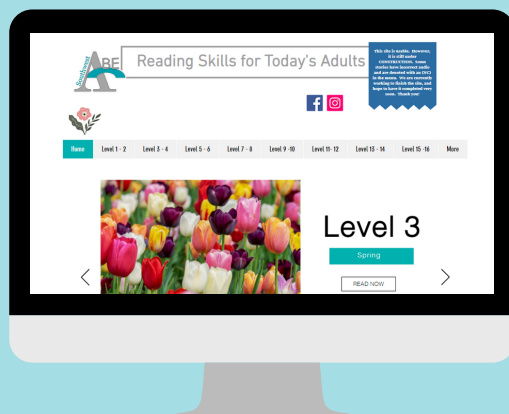 Southwest
ABE
Reading Skills for Today's Adults
This site is usable. However,
it is still under
CONSTRUCTION. Some
stories have incorrect audio
and are denoted with an (NC)
in the menu. We are currently
working to finish the site, and
hope to have it completed very
soon. Thank you!
Home Level 1 - 2 Level 3 - 4 Level 5 - 6 Level 7 - 8 Level 9 -10 Level 11- 12 Level 13 - 14 Level 15 -16 More
Level 3
Spring
READ NOW